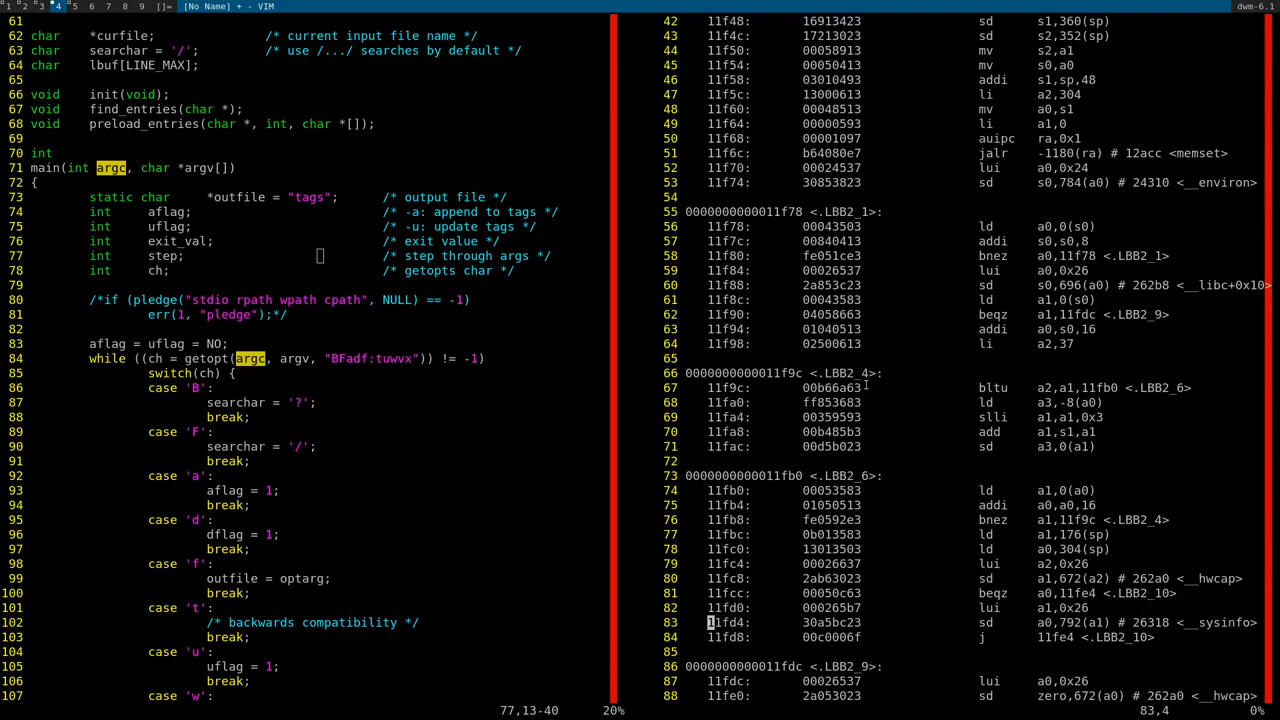 1 2 3 4 5 6 7 8 9 []= [No Name] + - VIM dwm-6.1
61
62 char *curfile; /* current input file name */
63 char searchar = '/'; /* use /.../ searches by default */
64 char lbuf[LINE_MAX];
65
66 void init(void);
67 void find_entries(char *);
68 void preload_entries(char *, int, char *[]);
69
70 int
71 main(int argc, char *argv[])
72 {
73 static char *outfile = "tags"; /* output file */
74 int aflag; /* -a: append to tags */
75 int uflag; /* -u: update tags */
76 int exit_val; /* exit value */
77 int step; /* step through args */
78 int ch; /* getopts char */
79
80 /*if (pledge("stdio rpath wpath cpath", NULL) == -1)
81 err(1, "pledge");*/
82
83 aflag = uflag = NO;
84 while ((ch = getopt(argc, argv, "BFadf:tuwvx")) != -1)
85 switch(ch) {
86 case 'B':
87 searchar = '?';
88 break;
89 case 'F':
90 searchar = '/';
91 break;
92 case 'a':
93 aflag = 1;
94 break;
95 case 'd':
96 dflag = 1;
97 break;
98 case 'f':
99 outfile = optarg;
100 break;
101 case 't':
102 /* backwards compatibility */
103 break;
104 case 'u':
105 uflag = 1;
106 break;
107 case 'w':
77,13-40 20%
42 11f48: 16913423 sd s1,360(sp)
43 11f4c: 17213023 sd s2,352(sp)
44 11f50: 00058913 mv s2,a1
45 11f54: 00050413 mv s0,a0
46 11f58: 03010493 addi s1,sp,48
47 11f5c: 13000613 li a2,304
48 11f60: 00048513 mv a0,s1
49 11f64: 00000593 li a1,0
50 11f68: 00001097 auipc ra,0x1
51 11f6c: b64080e7 jalr -1180(ra) # 12acc <memset>
52 11f70: 00024537 lui a0,0x24
53 11f74: 30853823 sd s0,784(a0) # 24310 <__environ>
54
55 0000000000011f78 <.LBB2_1>:
56 11f78: 00043503 ld a0,0(s0)
57 11f7c: 00840413 addi s0,s0,8
58 11f80: fe051ce3 bnez a0,11f78 <.LBB2_1>
59 11f84: 00026537 lui a0,0x26
60 11f88: 2a853c23 sd s0,696(a0) # 262b8 <__libc+0x10>
61 11f8c: 00043583 ld a1,0(s0)
62 11f90: 04058663 beqz a1,11fdc <.LBB2_9>
63 11f94: 01040513 addi a0,s0,16
64 11f98: 02500613 li a2,37
65
66 0000000000011f9c <.LBB2_4>:
67 11f9c: 00b66a63 bltu a2,a1,11fb0 <.LBB2_6>
68 11fa0: ff853683 ld a3,-8(a0)
69 11fa4: 00359593 slli a1,a1,0x3
70 11fa8: 00b485b3 add a1,s1,a1
71 11fac: 00d5b023 sd a3,0(a1)
72
73 0000000000011fb0 <.LBB2_6>:
74 11fb0: 00053583 ld a1,0(a0)
75 11fb4: 01050513 addi a0,a0,16
76 11fb8: fe0592e3 bnez a1,11f9c <.LBB2_4>
77 11fbc: 0b013583 ld a1,176(sp)
78 11fc0: 13013503 ld a0,304(sp)
79 11fc4: 00026637 lui a2,0x26
80 11fc8: 2ab63023 sd a1,672(a2) # 262a0 <__hwcap>
81 11fcc: 00050c63 beqz a0,11fe4 <.LBB2_10>
82 11fd0: 000265b7 lui a1,0x26
83 11fd4: 30a5bc23 sd a0,792(a1) # 26318 <__sysinfo>
84 11fd8: 00c0006f j 11fe4 <.LBB2_10>
85
86 0000000000011fdc <.LBB2_9>:
87 11fdc: 00026537 lui a0,0x26
88 11fe0: 2a053023 sd zero,672(a0) # 262a0 <__hwcap>
83,4 0%